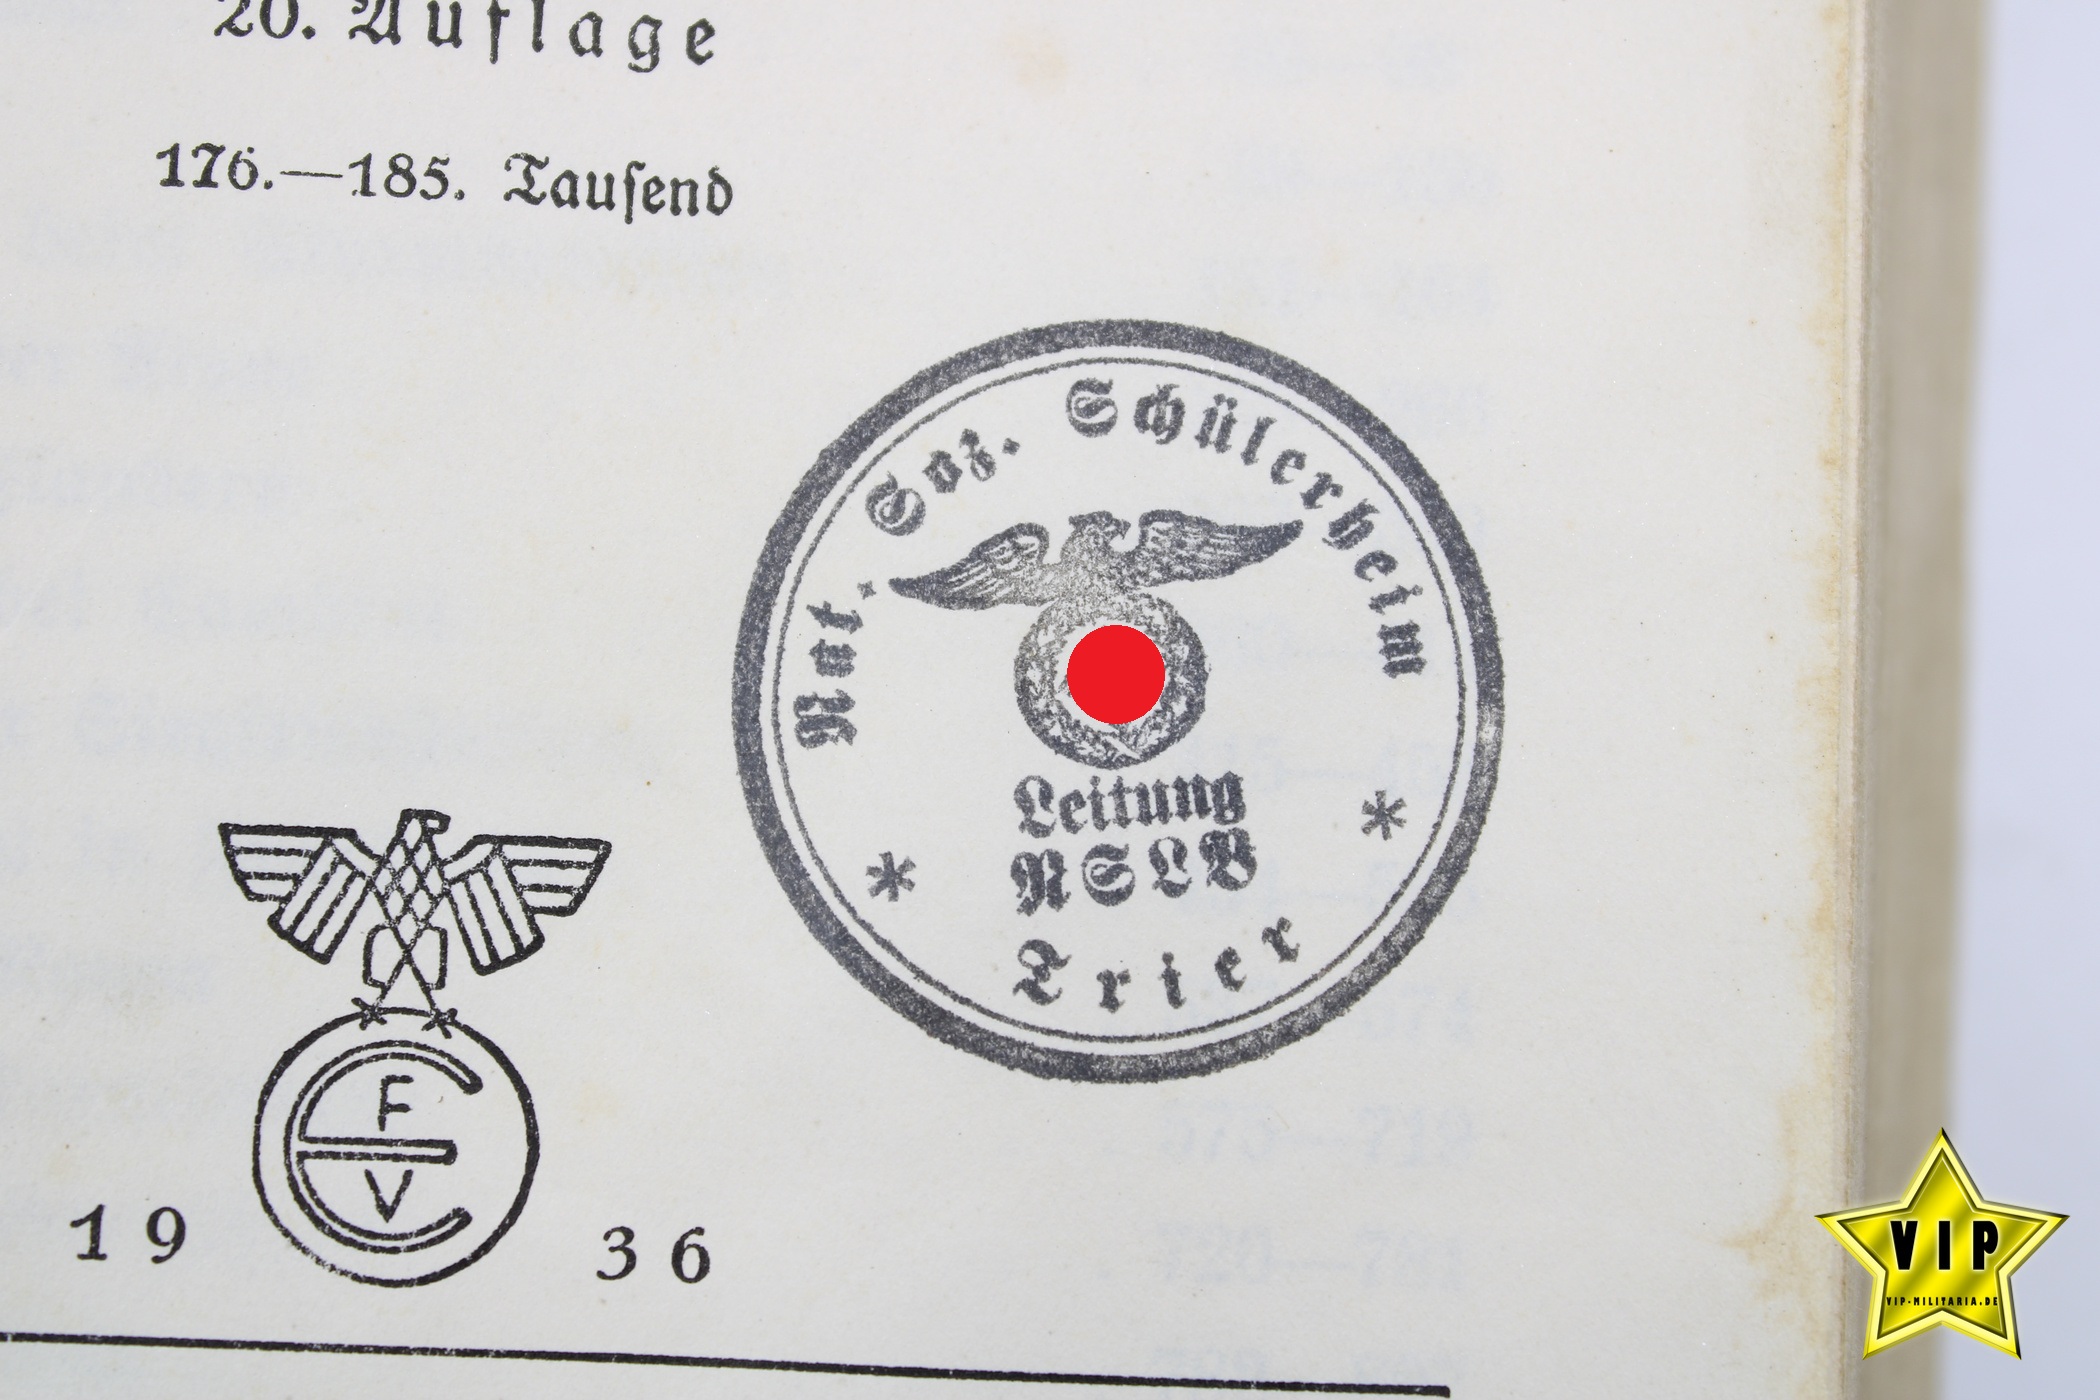 20. Auflage
176.—185. Tausend
Nat. Soz. Schülerheim
Leitung
NSLB
Trier
F
E
V
19 36
VIP
VIP-MILITARIA.DE